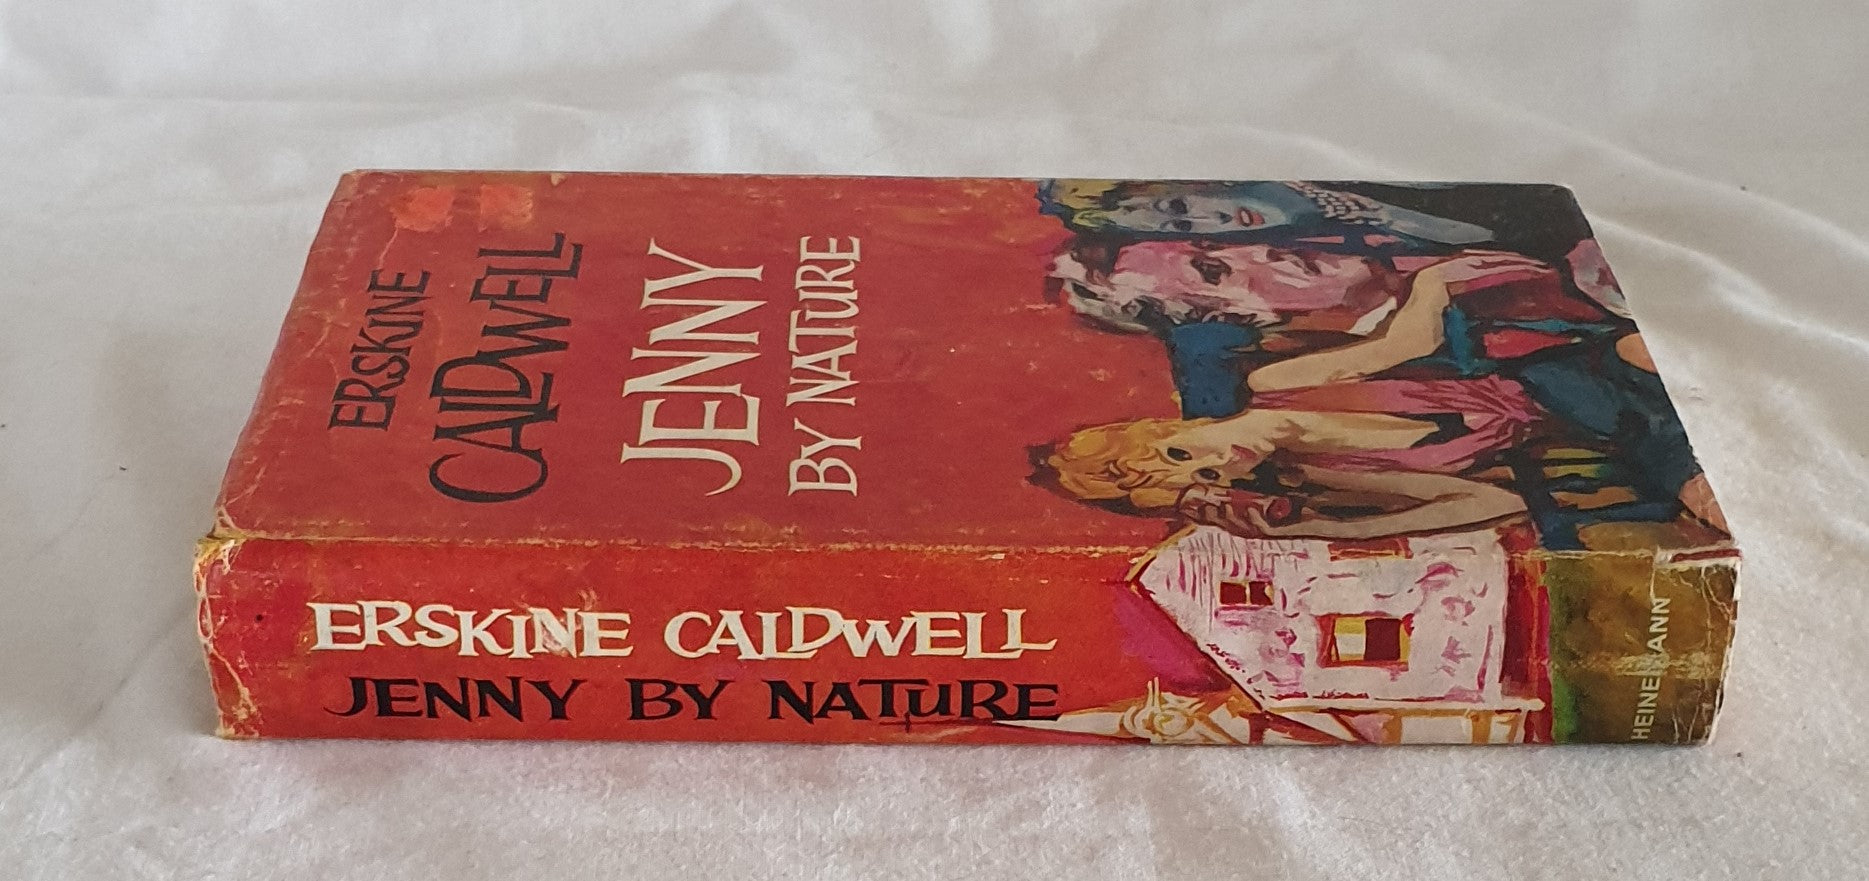 ERSKINE
CALDWELL
JENNY
BY NATURE
ERSKINE CALDWELL
JENNY BY NATURE
HEINEMANN